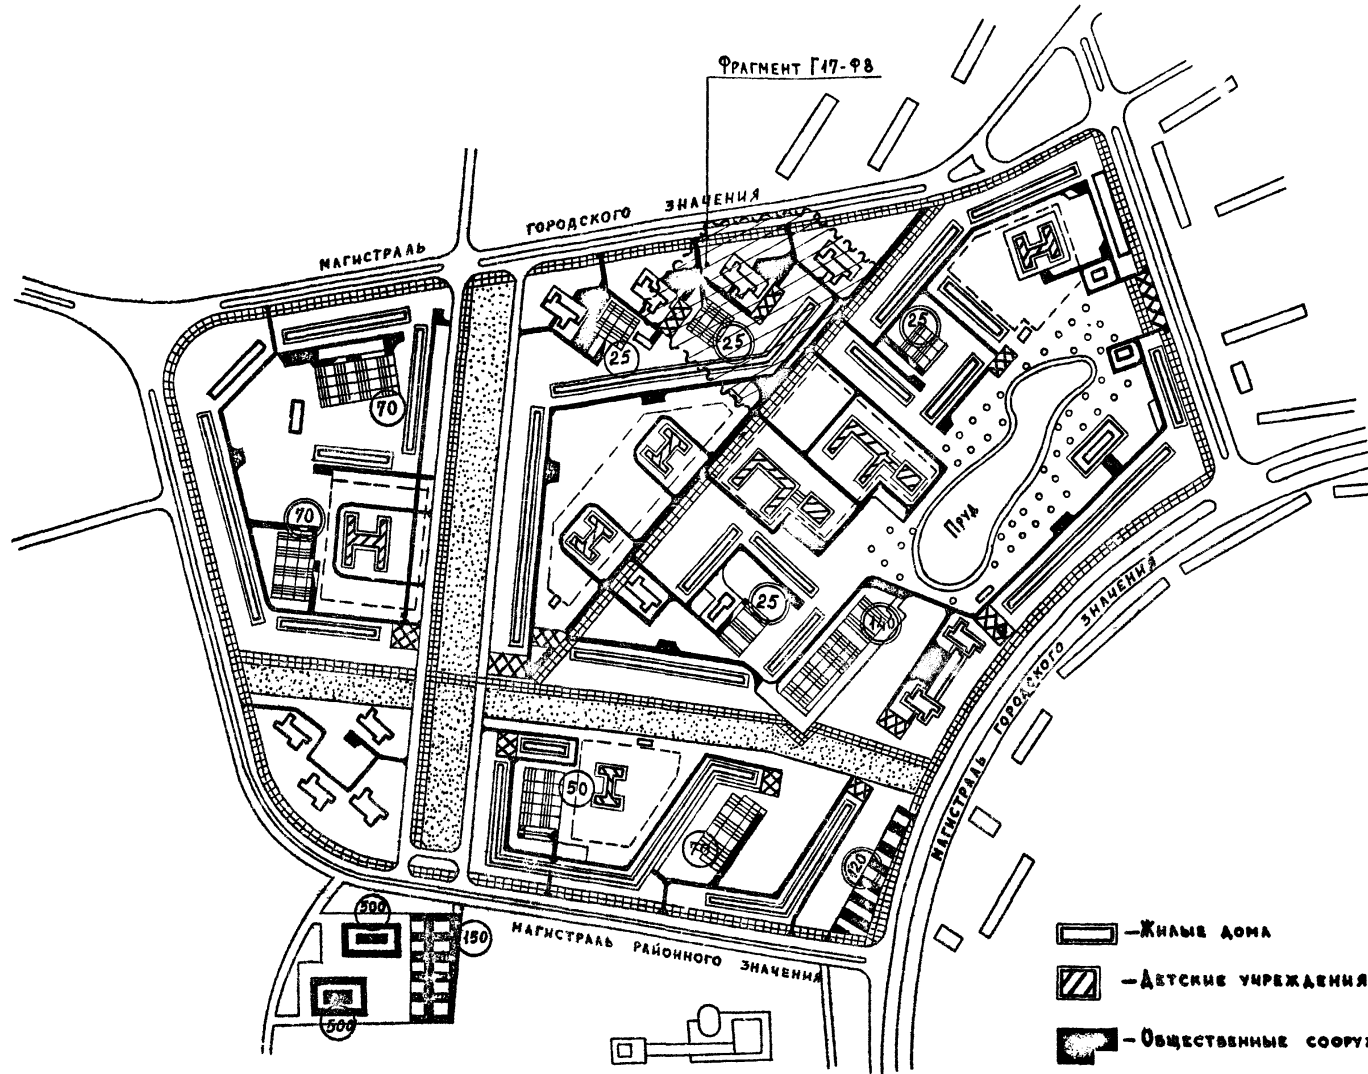 Фрагмент Г17-Ф8
МАГИСТРАЛЬ ГОРОДСКОГО ЗНАЧЕНИЯ
25
25
25
70
70
Пруд
25
140
МАГИСТРАЛЬ ГОРОДСКОГО ЗНАЧЕНИЯ
50
120
500
150
МАГИСТРАЛЬ РАЙОННОГО ЗНАЧЕНИЯ
500
– Жилые дома
– Детские учреждения
– Общественные сооруж